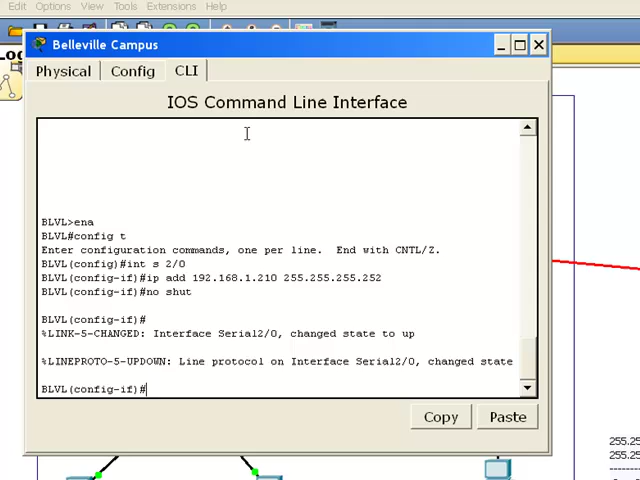 Edit Options View Tools Extensions Help
Belleville Campus
Physical Config CLI
IOS Command Line Interface
BLVL>ena
BLVL#config t
Enter configuration commands, one per line. End with CNTL/Z.
BLVL(config)#int s 2/0
BLVL(config-if)#ip add 192.168.1.210 255.255.255.252
BLVL(config-if)#no shut
BLVL(config-if)#
%LINK-5-CHANGED: Interface Serial2/0, changed state to up
%LINEPROTO-5-UPDOWN: Line protocol on Interface Serial2/0, changed state
BLVL(config-if)#
Copy Paste
255.25
255.25
--------